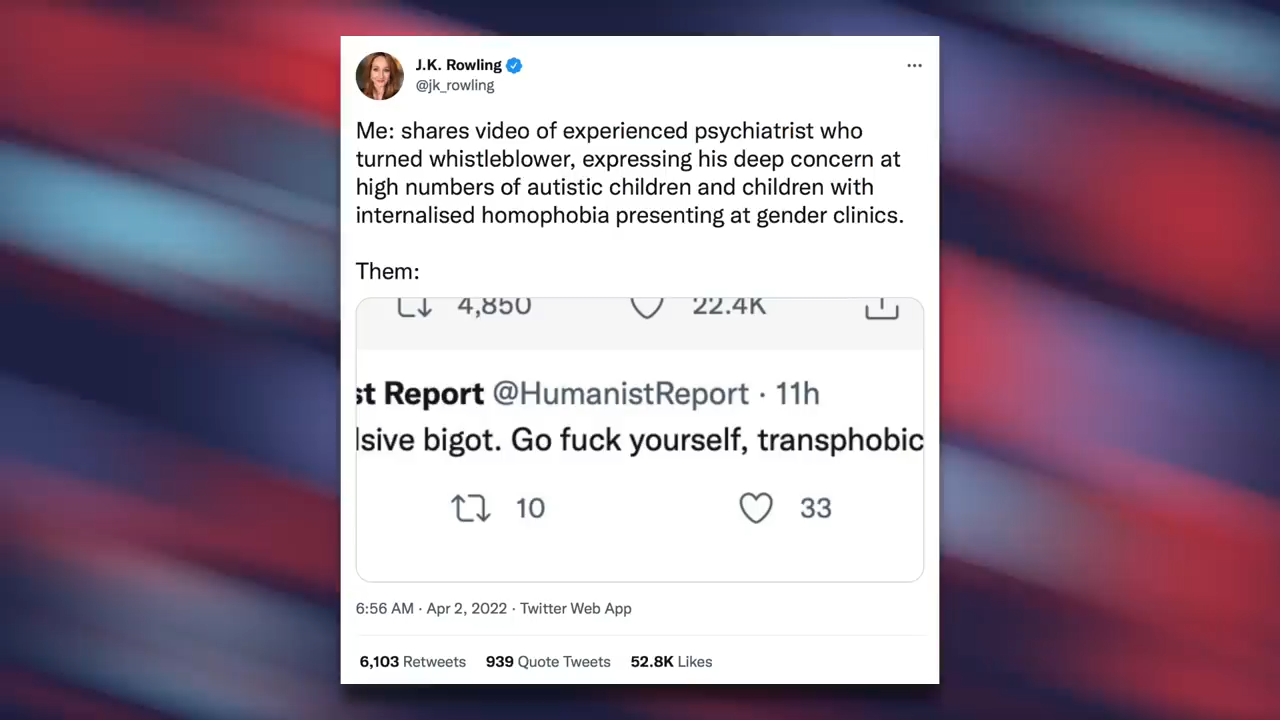 J.K. Rowling
@jk_rowling
Me: shares video of experienced psychiatrist who
turned whistleblower, expressing his deep concern at
high numbers of autistic children and children with
internalised homophobia presenting at gender clinics.
Them:
4,850 22.4K
st Report @HumanistReport · 11h
lsive bigot. Go fuck yourself, transphobic
10 33
6:56 AM · Apr 2, 2022 · Twitter Web App
6,103 Retweets 939 Quote Tweets 52.8K Likes